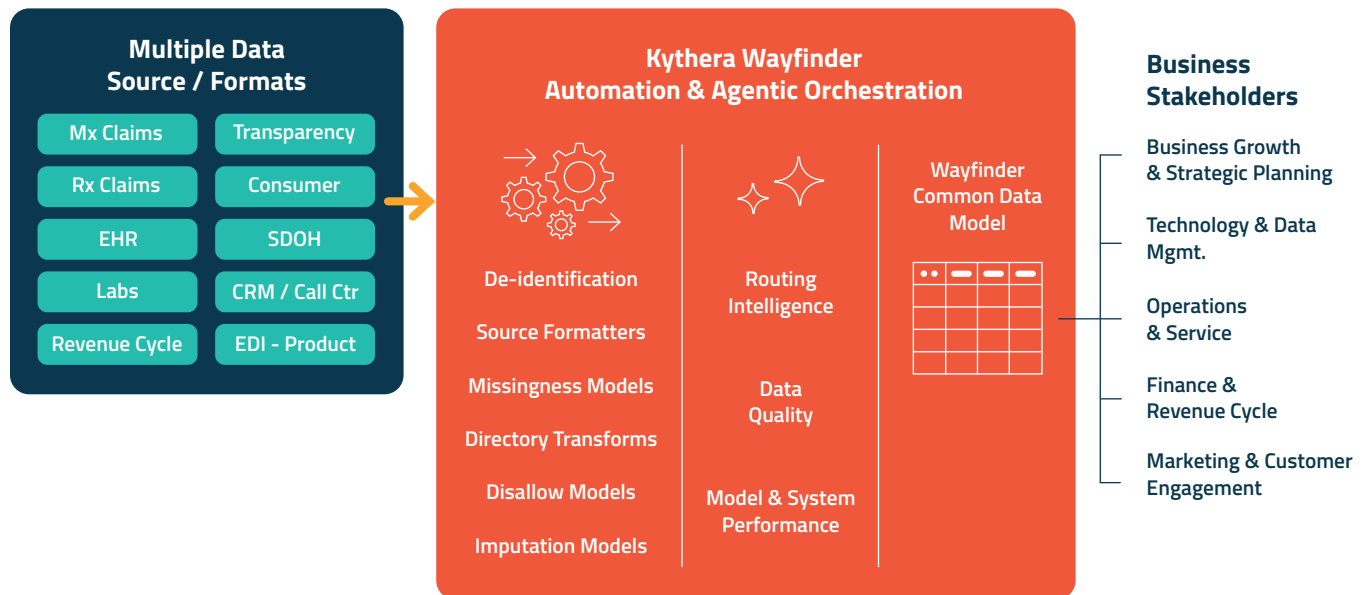 Multiple Data
Source / Formats
Mx Claims
Transparency
Rx Claims
Consumer
EHR
SDOH
Labs
CRM / Call Ctr
Revenue Cycle
EDI - Product
Kythera Wayfinder
Automation & Agentic Orchestration
De-identification
Source Formatters
Missingness Models
Directory Transforms
Disallow Models
Imputation Models
Routing
Intelligence
Data
Quality
Model & System
Performance
Wayfinder
Common Data
Model
Business
Stakeholders
Business Growth
& Strategic Planning
Technology & Data
Mgmt.
Operations
& Service
Finance &
Revenue Cycle
Marketing & Customer
Engagement